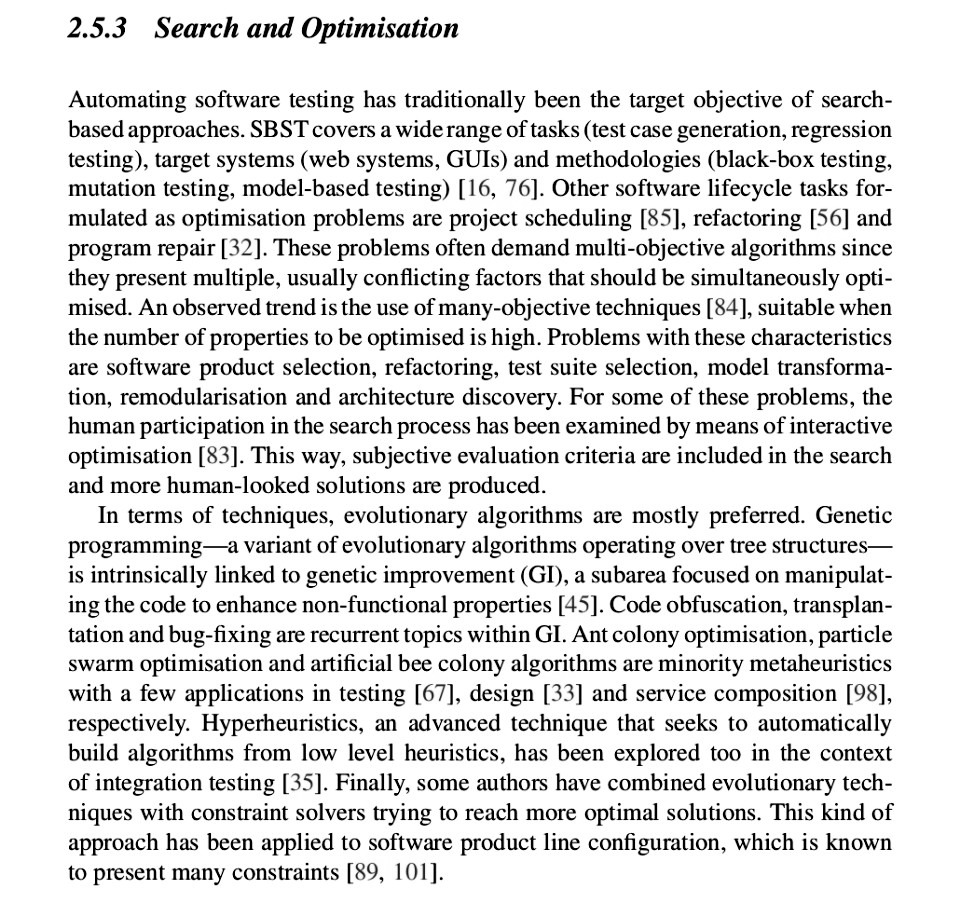 2.5.3 Search and Optimisation
Automating software testing has traditionally been the target objective of search-
based approaches. SBST covers a wide range of tasks (test case generation, regression
testing), target systems (web systems, GUIs) and methodologies (black-box testing,
mutation testing, model-based testing) [16, 76]. Other software lifecycle tasks for-
mulated as optimisation problems are project scheduling [85], refactoring [56] and
program repair [32]. These problems often demand multi-objective algorithms since
they present multiple, usually conflicting factors that should be simultaneously opti-
mised. An observed trend is the use of many-objective techniques [84], suitable when
the number of properties to be optimised is high. Problems with these characteristics
are software product selection, refactoring, test suite selection, model transforma-
tion, remodularisation and architecture discovery. For some of these problems, the
human participation in the search process has been examined by means of interactive
optimisation [83]. This way, subjective evaluation criteria are included in the search
and more human-looked solutions are produced.
In terms of techniques, evolutionary algorithms are mostly preferred. Genetic
programming—a variant of evolutionary algorithms operating over tree structures—
is intrinsically linked to genetic improvement (GI), a subarea focused on manipulat-
ing the code to enhance non-functional properties [45]. Code obfuscation, transplan-
tation and bug-fixing are recurrent topics within GI. Ant colony optimisation, particle
swarm optimisation and artificial bee colony algorithms are minority metaheuristics
with a few applications in testing [67], design [33] and service composition [98],
respectively. Hyperheuristics, an advanced technique that seeks to automatically
build algorithms from low level heuristics, has been explored too in the context
of integration testing [35]. Finally, some authors have combined evolutionary tech-
niques with constraint solvers trying to reach more optimal solutions. This kind of
approach has been applied to software product line configuration, which is known
to present many constraints [89, 101].